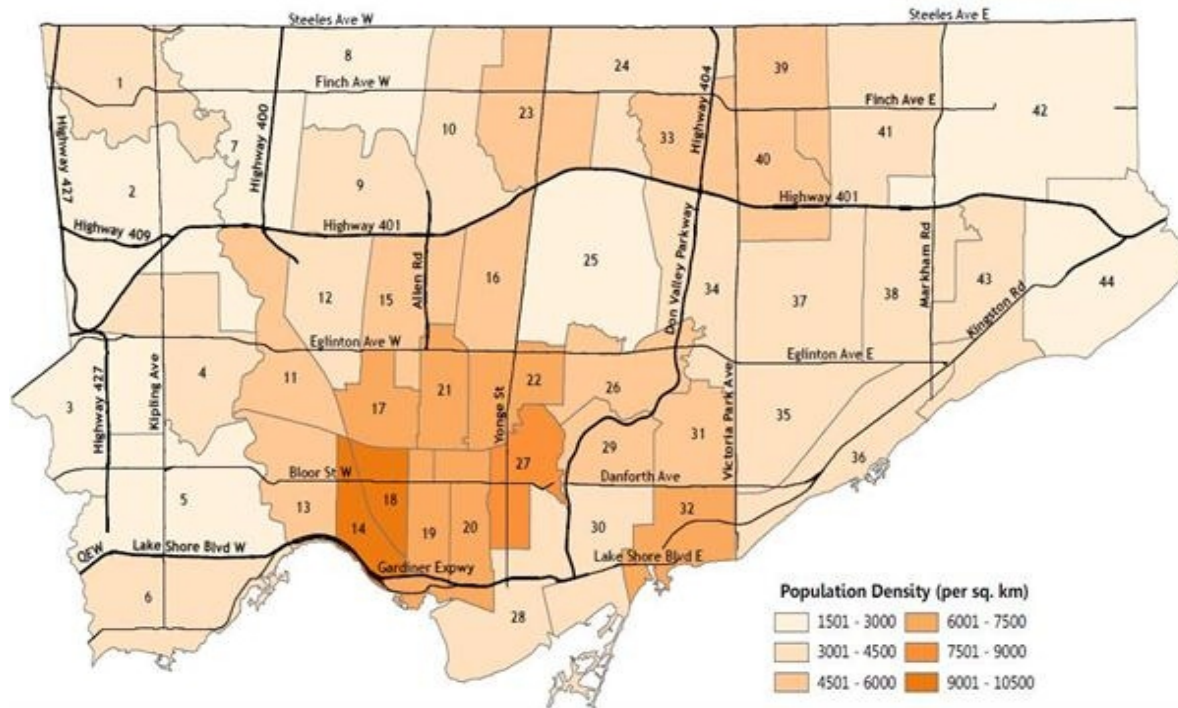 Steeles Ave W
Steeles Ave E
8
24
39
1
Finch Ave W
Highway 404
Finch Ave E
42
23
Highway 427
Highway 400
10
33
41
7
40
2
9
Highway 401
Highway 401
Highway 409
Don Valley Parkway
Markham Rd
16
25
12
15
Allen Rd
34
37
38
43
44
Kingston Rd
Eglinton Ave W
Eglinton Ave E
3
Highway 427
Kipling Ave
4
11
17
21
22
26
Yonge St
Victoria Park Ave
31
35
29
36
Bloor St W
27
Danforth Ave
5
13
18
14
19
20
30
32
QEW
Lake Shore Blvd W
Lake Shore Blvd E
Gardiner Expwy
6
28
Population Density (per sq. km)
1501 - 3000
6001 - 7500
3001 - 4500
7501 - 9000
4501 - 6000
9001 - 10500